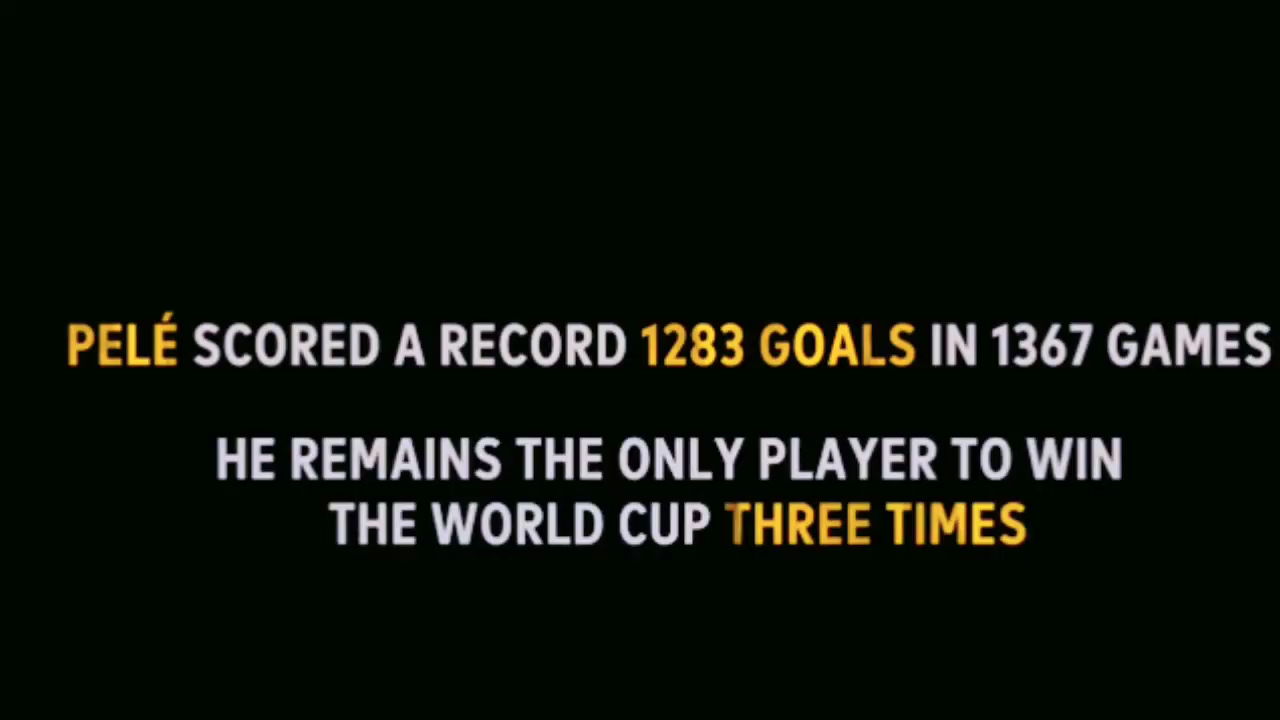 PELÉ SCORED A RECORD 1283 GOALS IN 1367 GAMES
HE REMAINS THE ONLY PLAYER TO WIN
THE WORLD CUP THREE TIMES